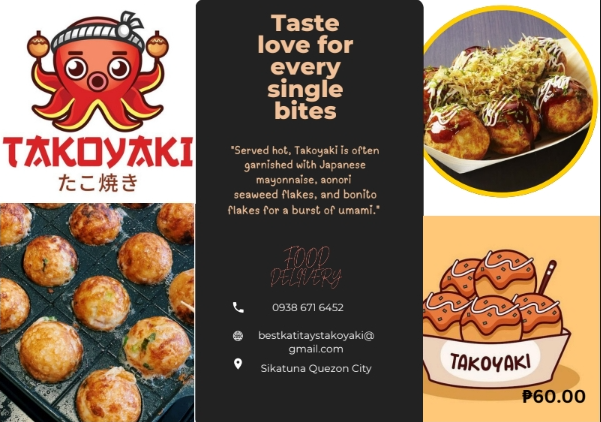 TAKOYAKI
たこ焼き
Taste
love for
every
single
bites
"Served hot, Takoyaki is often
garnished with Japanese
mayonnaise, aonori
seaweed flakes, and bonito
flakes for a burst of umami."
FOOD
DELIVERY
0938 671 6452
bestkatitaystakoyaki@
gmail.com
Sikatuna Quezon City
TAKOYAKI
₱60.00